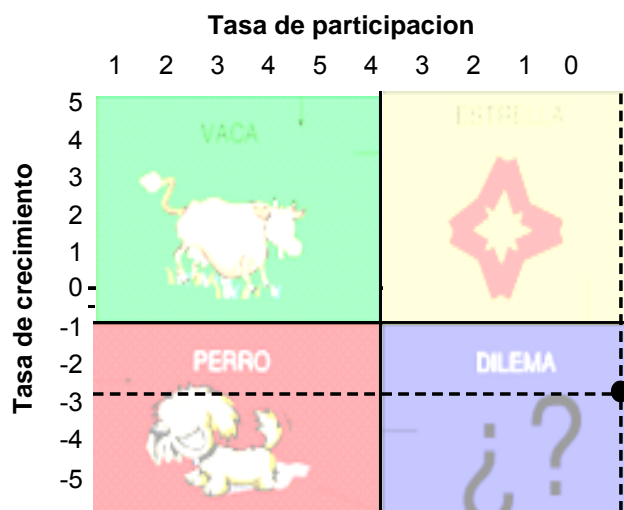 Tasa de participacion
1 2 3 4 5 4 3 2 1 0
5
4
3
2
1
0
-1
-2
-3
-4
-5
Tasa de crecimiento
VACA
ESTRELLA
PERRO
DILEMA
¿?